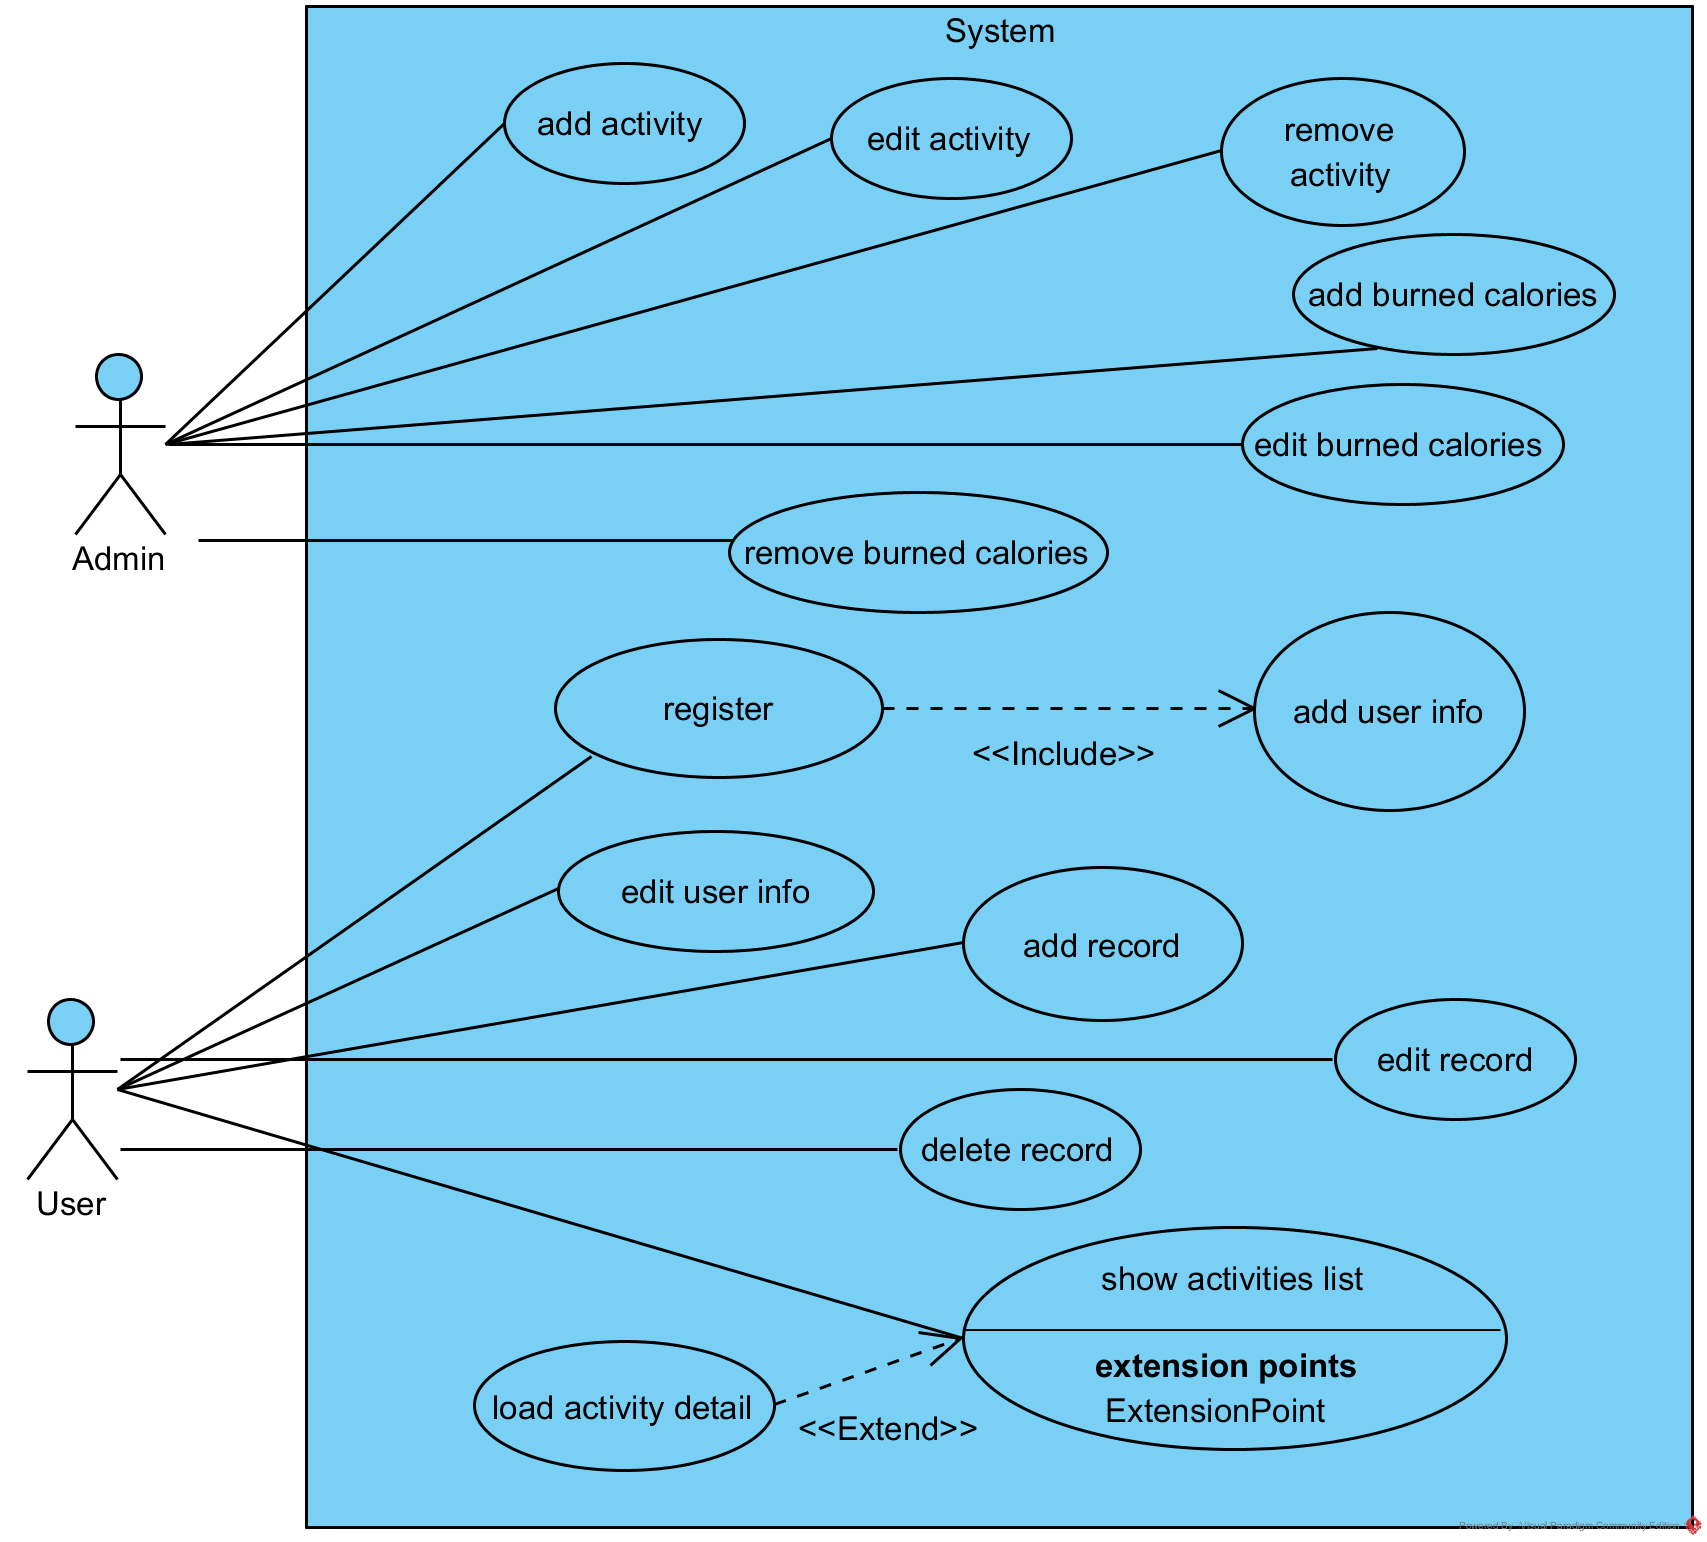 System
add activity
edit activity
remove
activity
add burned calories
edit burned calories
Admin
remove burned calories
register
add user info
<<Include>>
edit user info
add record
edit record
delete record
User
show activities list
extension points
ExtensionPoint
load activity detail
<<Extend>>
Powered By Visual Paradigm Community Edition